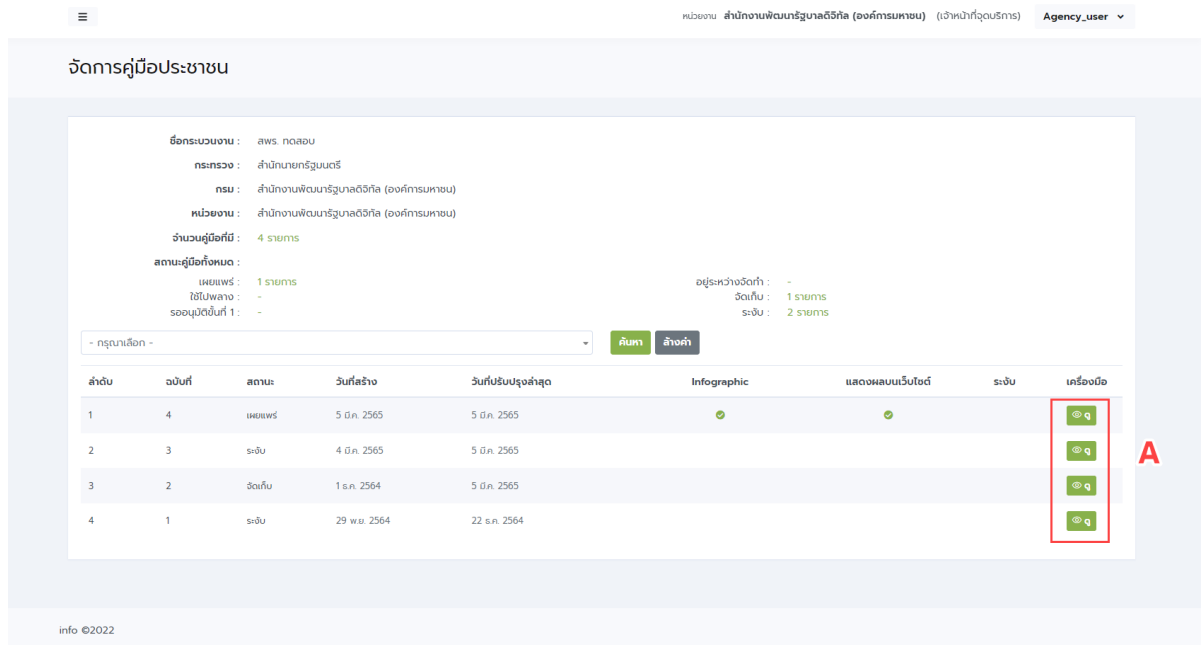 หน่วยงาน สำนักงานพัฒนารัฐบาลดิจิทัล (องค์การมหาชน) (เจ้าหน้าที่จุดบริการ) Agency_user
จัดการคู่มือประชาชน
ชื่อกระบวนงาน : สพร. ทดสอบ
กระทรวง : สำนักนายกรัฐมนตรี
กรม : สำนักงานพัฒนารัฐบาลดิจิทัล (องค์การมหาชน)
หน่วยงาน : สำนักงานพัฒนารัฐบาลดิจิทัล (องค์การมหาชน)
จำนวนคู่มือที่มี : 4 รายการ
สถานะคู่มือทั้งหมด :
เผยแพร่ : 1 รายการ อยู่ระหว่างจัดทำ : -
ใช้ไปพลาง : - จัดเก็บ : 1 รายการ
รออนุมัติขั้นที่ 1 : - ระงับ : 2 รายการ
- กรุณาเลือก - ค้นหา ล้างค่า
ลำดับ ฉบับที่ สถานะ วันที่สร้าง วันที่ปรับปรุงล่าสุด Infographic แสดงผลบนเว็บไซต์ ระงับ เครื่องมือ
1 4 เผยแพร่ 5 มี.ค. 2565 5 มี.ค. 2565 ดู
2 3 ระงับ 4 มี.ค. 2565 5 มี.ค. 2565 ดู A
3 2 จัดเก็บ 1 ธ.ค. 2564 5 มี.ค. 2565 ดู
4 1 ระงับ 29 พ.ย. 2564 22 ธ.ค. 2564 ดู
info ©2022